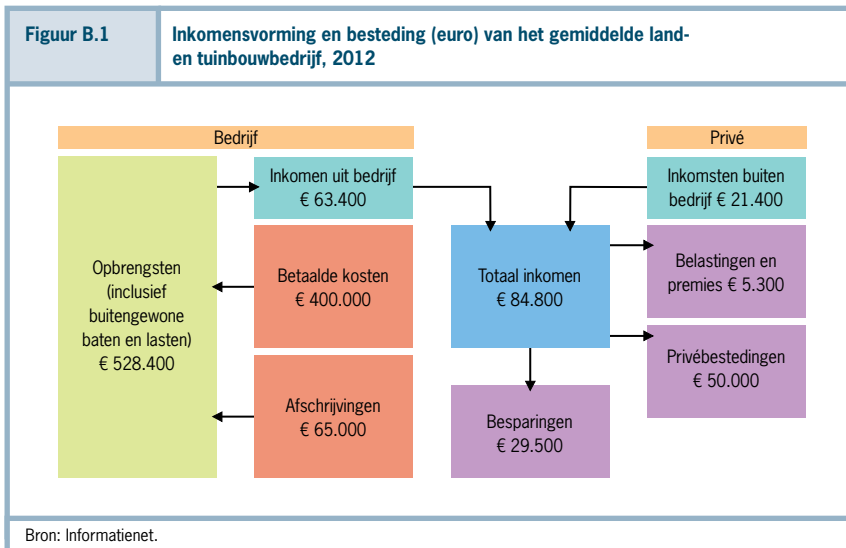 Figuur B.1
Inkomensvorming en besteding (euro) van het gemiddelde land-
en tuinbouwbedrijf, 2012
Bedrijf
Privé
Opbrengsten
(inclusief
buitengewone
baten en lasten)
€ 528.400
Inkomen uit bedrijf
€ 63.400
Betaalde kosten
€ 400.000
Afschrijvingen
€ 65.000
Totaal inkomen
€ 84.800
Besparingen
€ 29.500
Inkomsten buiten
bedrijf € 21.400
Belastingen en
premies € 5.300
Privébestedingen
€ 50.000
Bron: Informatienet.